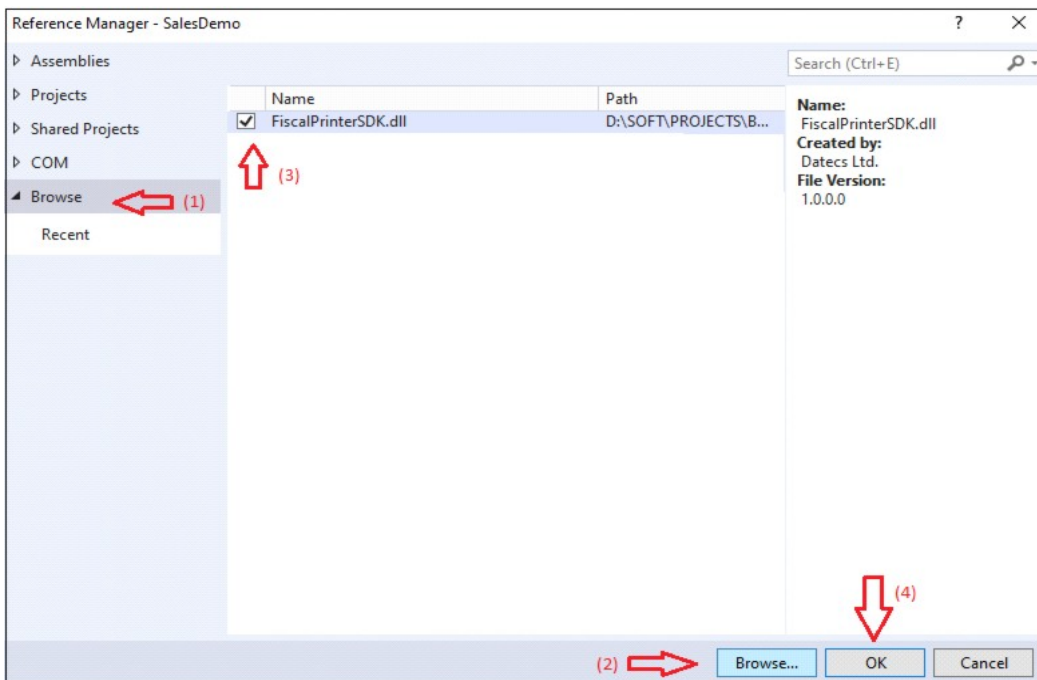 Reference Manager - SalesDemo ? ×
Assemblies
Search (Ctrl+E)
Projects
Shared Projects
COM
Browse (1)
Recent
Name Path
FiscalPrinterSDK.dll D:\SOFT\PROJECTS\B...
(3)
Name:
FiscalPrinterSDK.dll
Created by:
Datecs Ltd.
File Version:
1.0.0.0
(4)
(2) Browse... OK Cancel